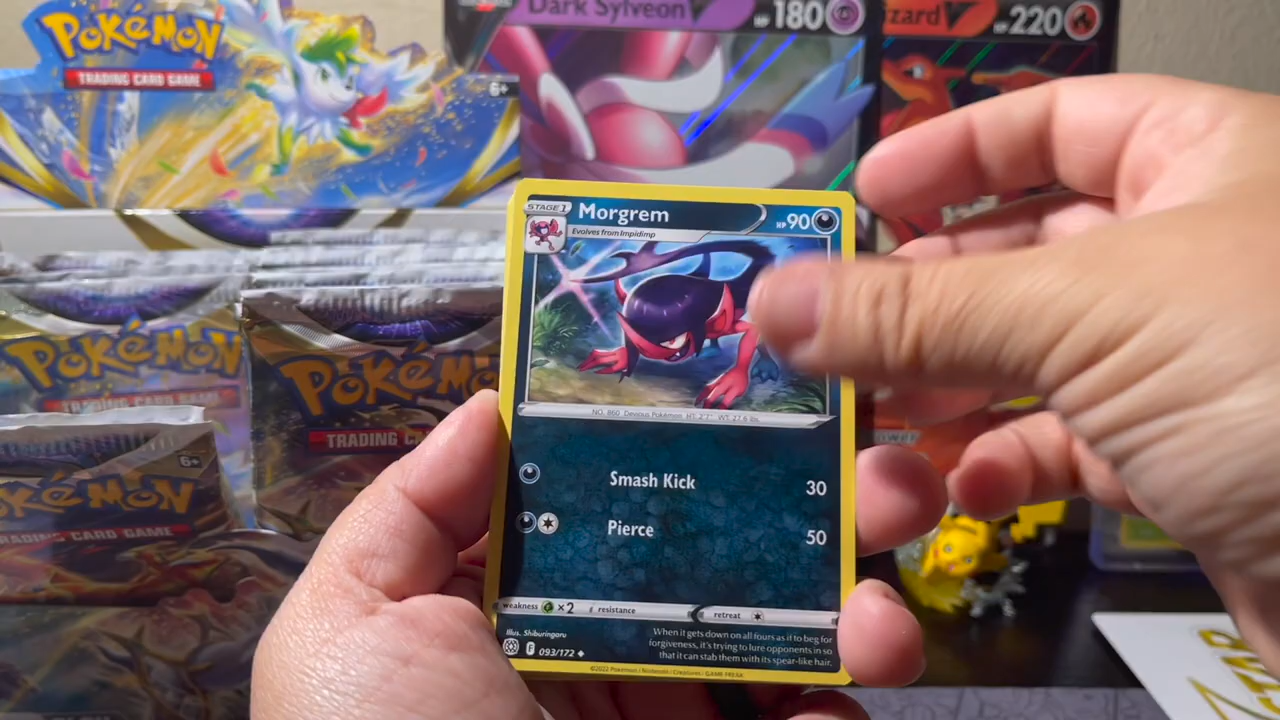 Pokémon
TRADING CARD GAME
6+
Dark Sylveon
HP 180
izard V
HP 220
STAGE 1
Morgrem
HP 90
Evolves from Impidimp
NO. 860 Devious Pokémon HT: 2'7" WT: 27.6 lbs.
Smash Kick 30
Pierce 50
weakness ×2 resistance retreat
Illus. Shiburingaru
F 093/172
When it gets down on all fours as it to beg for
forgiveness, it's trying to lure opponents in so
that it can stab them with its spear-like hair.
©2022 Pokémon / Nintendo / Creatures / GAME FREAK
Pokémon
TRADING CARD GAME
Pokémo
TRADING CA
6+
okémon
TRADING CARD GAME